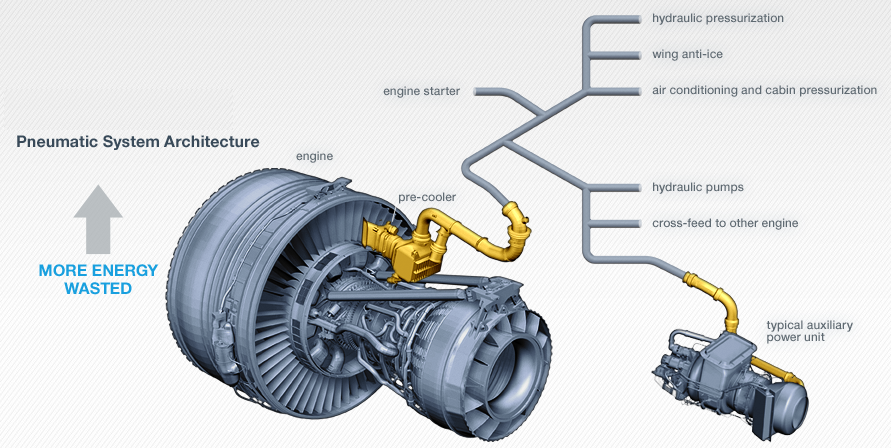 hydraulic pressurization
wing anti-ice
engine starter
air conditioning and cabin pressurization
Pneumatic System Architecture
engine
pre-cooler
hydraulic pumps
cross-feed to other engine
MORE ENERGY
WASTED
typical auxiliary
power unit